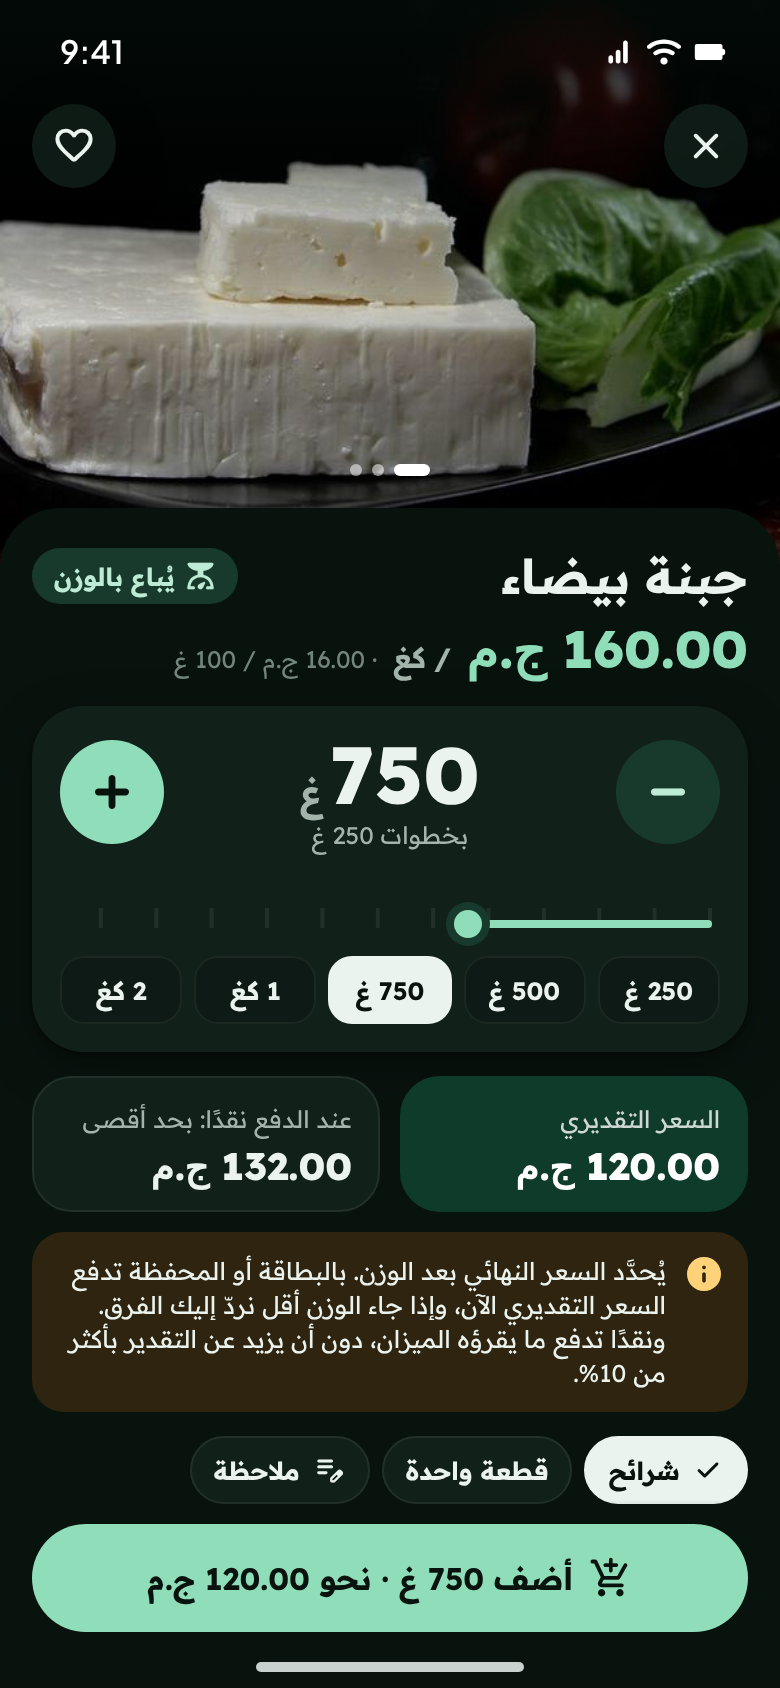 9:41
جبنة بيضاء
يُباع بالوزن
160.00 ج.م / كغ · 16.00 ج.م / 100 غ
750 غ
بخطوات 250 غ
250 غ
500 غ
750 غ
1 كغ
2 كغ
السعر التقديري
120.00 ج.م
عند الدفع نقدًا: بحد أقصى
132.00 ج.م
يُحدَّد السعر النهائي بعد الوزن. بالبطاقة أو المحفظة تدفع
السعر التقديري الآن، وإذا جاء الوزن أقل نردّ إليك الفرق.
ونقدًا تدفع ما يقرؤه الميزان، دون أن يزيد عن التقدير بأكثر
من 10%.
شرائح
قطعة واحدة
ملاحظة
أضف 750 غ · نحو 120.00 ج.م